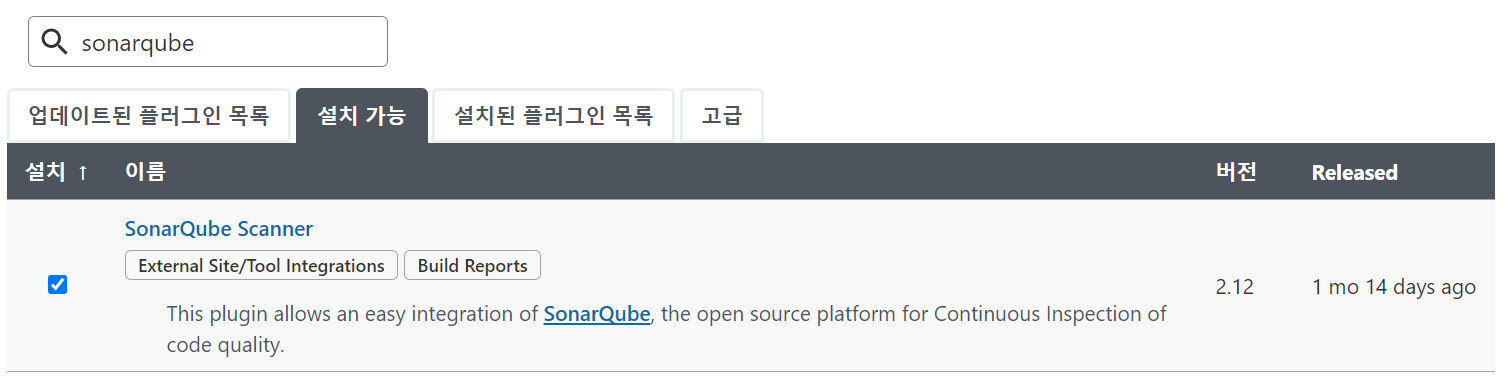 sonarqube
업데이트된 플러그인 목록 설치 가능 설치된 플러그인 목록 고급
설치 ↑ 이름 버전 Released
SonarQube Scanner
External Site/Tool Integrations Build Reports
This plugin allows an easy integration of SonarQube, the open source platform for Continuous Inspection of
code quality.
2.12 1 mo 14 days ago